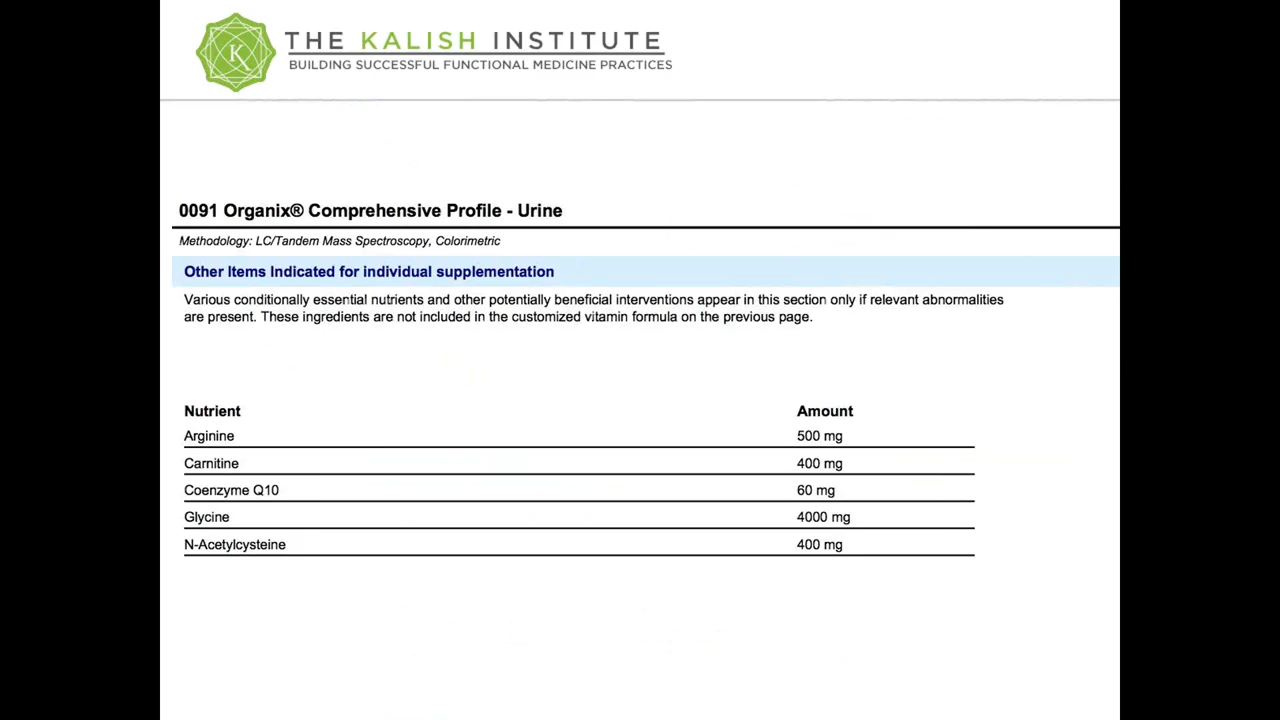 K
THE KALISH INSTITUTE
BUILDING SUCCESSFUL FUNCTIONAL MEDICINE PRACTICES
0091 Organix® Comprehensive Profile - Urine
Methodology: LC/Tandem Mass Spectroscopy, Colorimetric
Other Items Indicated for individual supplementation
Various conditionally essential nutrients and other potentially beneficial interventions appear in this section only if relevant abnormalities
are present. These ingredients are not included in the customized vitamin formula on the previous page.
Nutrient Amount
Arginine 500 mg
Carnitine 400 mg
Coenzyme Q10 60 mg
Glycine 4000 mg
N-Acetylcysteine 400 mg